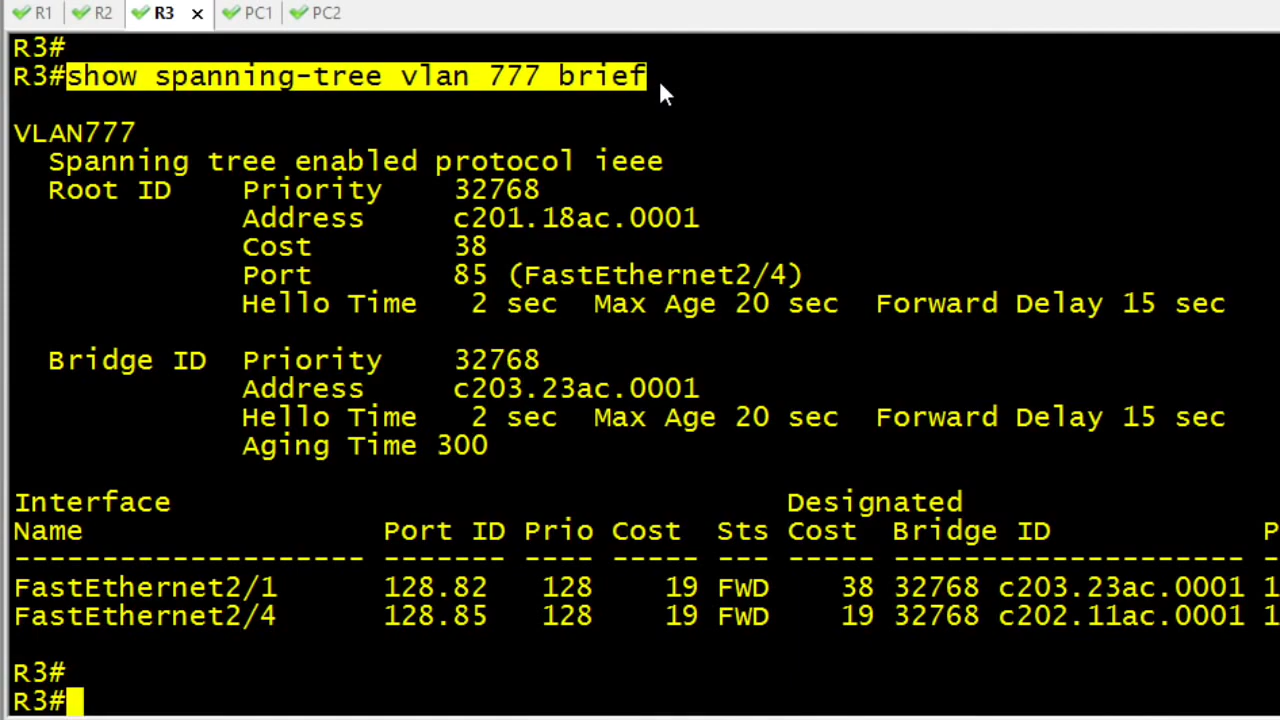 R1 R2 R3 × PC1 PC2
R3#
R3#show spanning-tree vlan 777 brief
VLAN777
Spanning tree enabled protocol ieee
Root ID Priority 32768
Address c201.18ac.0001
Cost 38
Port 85 (FastEthernet2/4)
Hello Time 2 sec Max Age 20 sec Forward Delay 15 sec
Bridge ID Priority 32768
Address c203.23ac.0001
Hello Time 2 sec Max Age 20 sec Forward Delay 15 sec
Aging Time 300
Interface Designated
Name Port ID Prio Cost Sts Cost Bridge ID P
-------------------- ------- ---- ----- --- ----- -------------------- -
FastEthernet2/1 128.82 128 19 FWD 38 32768 c203.23ac.0001 1
FastEthernet2/4 128.85 128 19 FWD 19 32768 c202.11ac.0001 1
R3#
R3#